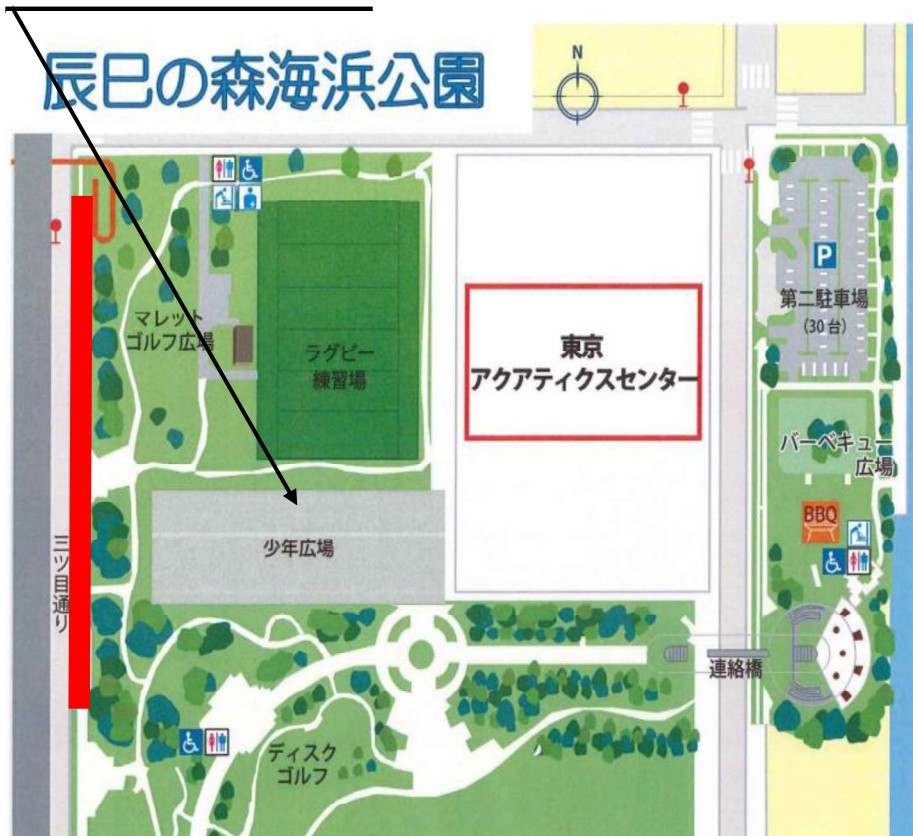 辰巳の森海浜公園
N
マレット
ゴルフ広場
ラグビー
練習場
東京
アクアティクスセンター
P
第二駐車場
(30台)
バーベキュー
広場
BBQ
少年広場
三ツ目通り
連絡橋
ディスク
ゴルフ